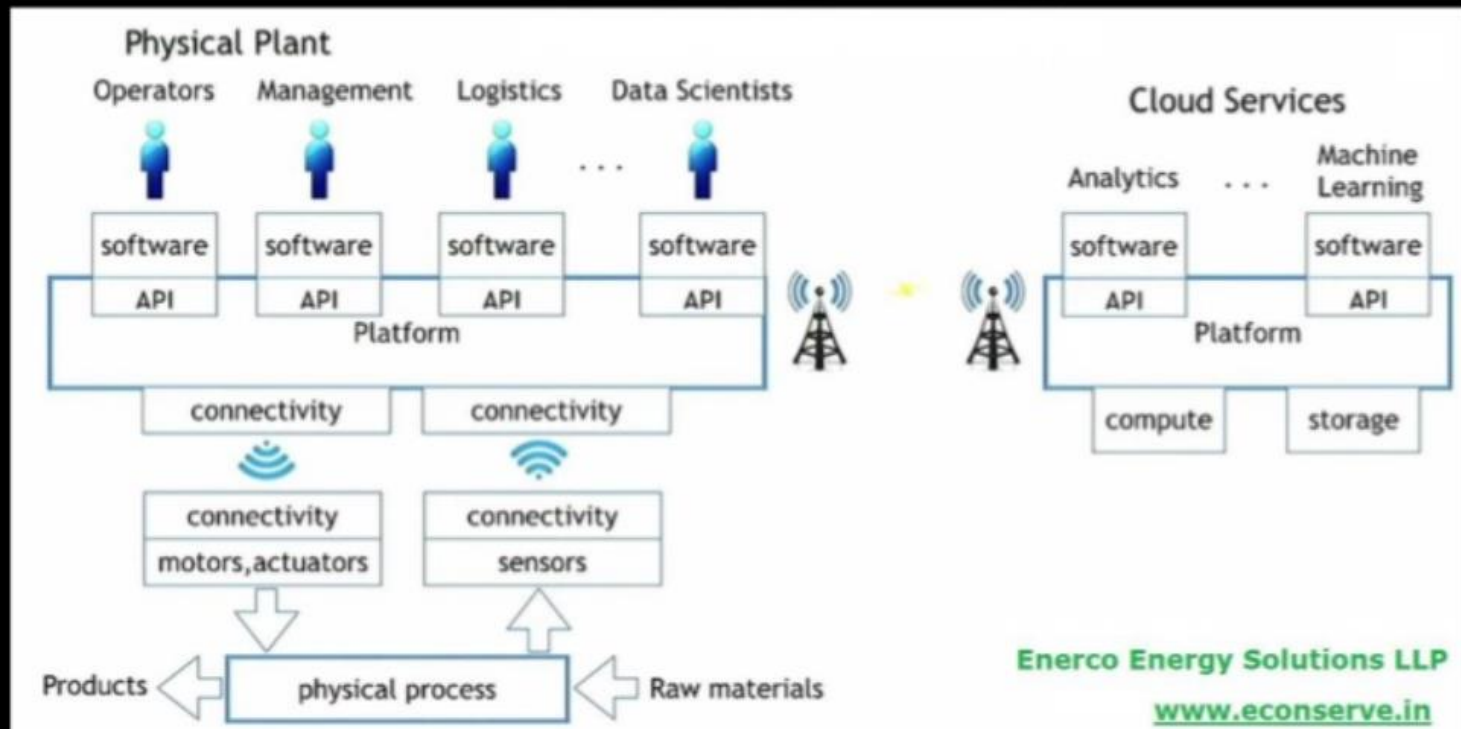 Physical Plant
Operators Management Logistics Data Scientists
. . .
software software software software
API API API API
Platform
connectivity connectivity
connectivity connectivity
motors,actuators sensors
Products physical process Raw materials
Cloud Services
Analytics . . . Machine
Learning
software software
API API
Platform
compute storage
Enerco Energy Solutions LLP
www.econserve.in